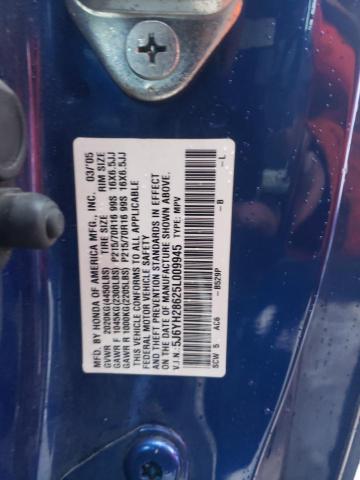 MFD. BY HONDA OF AMERICA MFG., INC. 03/'05
GVWR 2020KG(4450LBS) TIRE SIZE RIM SIZE
GAWR F 1045KG(2300LBS) P215/70R16 99S 16X6.5JJ
GAWR R 1000KG(2205LBS) P215/70R16 99S 16X6.5JJ
THIS VEHICLE CONFORMS TO ALL APPLICABLE
FEDERAL MOTOR VEHICLE SAFETY
AND THEFT PREVENTION STANDARDS IN EFFECT
ON THE DATE OF MANUFACTURE SHOWN ABOVE.
V.I.N.: 5J6YH28625L009945 TYPE: MPV
SCW 5 AC6 -B529P -B -L